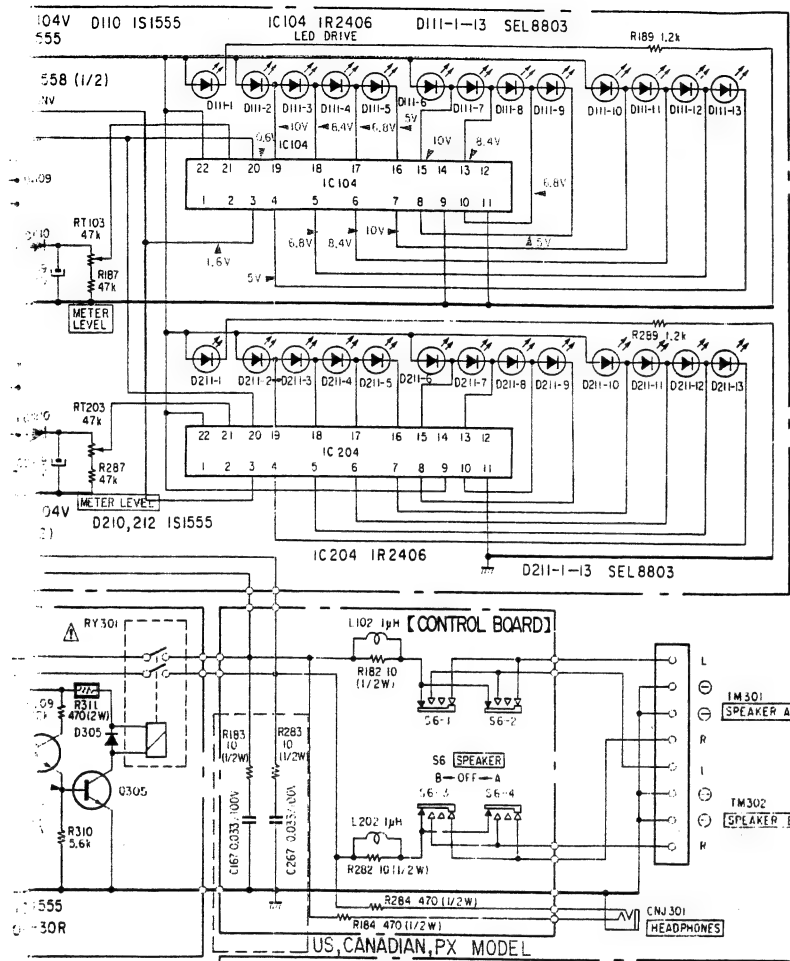 104V D110 IS1555 IC104 IR2406 D111-1-13 SEL8803
555 LED DRIVE R189 1.2k
558 (1/2)
D111-1 D111-2 D111-3 D111-4 D111-5 D111-6 D111-7 D111-8 D111-9 D111-10 D111-11 D111-12 D111-13
NV
0.6V 10V 6.4V 6.8V 5V 10V 8.4V
IC104
22 21 20 19 18 17 16 15 14 13 12
6.8V
IC104
1 2 3 4 5 6 7 8 9 10 11
RT103
47k
R187
47k
METER
LEVEL
1.6V 5V 6.8V 8.4V 10V 5V
R289 1.2k
D211-1 D211-2 D211-3 D211-4 D211-5 D211-6 D211-7 D211-8 D211-9 D211-10 D211-11 D211-12 D211-13
RT203
47k
22 21 20 19 18 17 16 15 14 13 12
IC204
1 2 3 4 5 6 7 8 9 10 11
R287
47k
METER LEVEL
04V
D210,212 IS1555
IC204 IR2406
D211-1-13 SEL8803
RY301
L102 1μH
[CONTROL BOARD]
R182 10
(1/2W)
S6-1 S6-2
R311
470(2W)
D305
Q305
R310
5.6k
R183
10
(1/2W)
R283
10
(1/2W)
C167 0.033/100V
C267 0.033/100V
S6 SPEAKER
B-OFF-A
S6-3 S6-4
L202 1μH
R282 10 (1/2W)
L
⊖
⊖
R
L
⊖
⊖
R
TM301
SPEAKER A
TM302
SPEAKER
R284 470 (1/2W)
R184 470 (1/2W)
CNJ301
HEADPHONES
1555
-30R
US,CANADIAN,PX MODEL